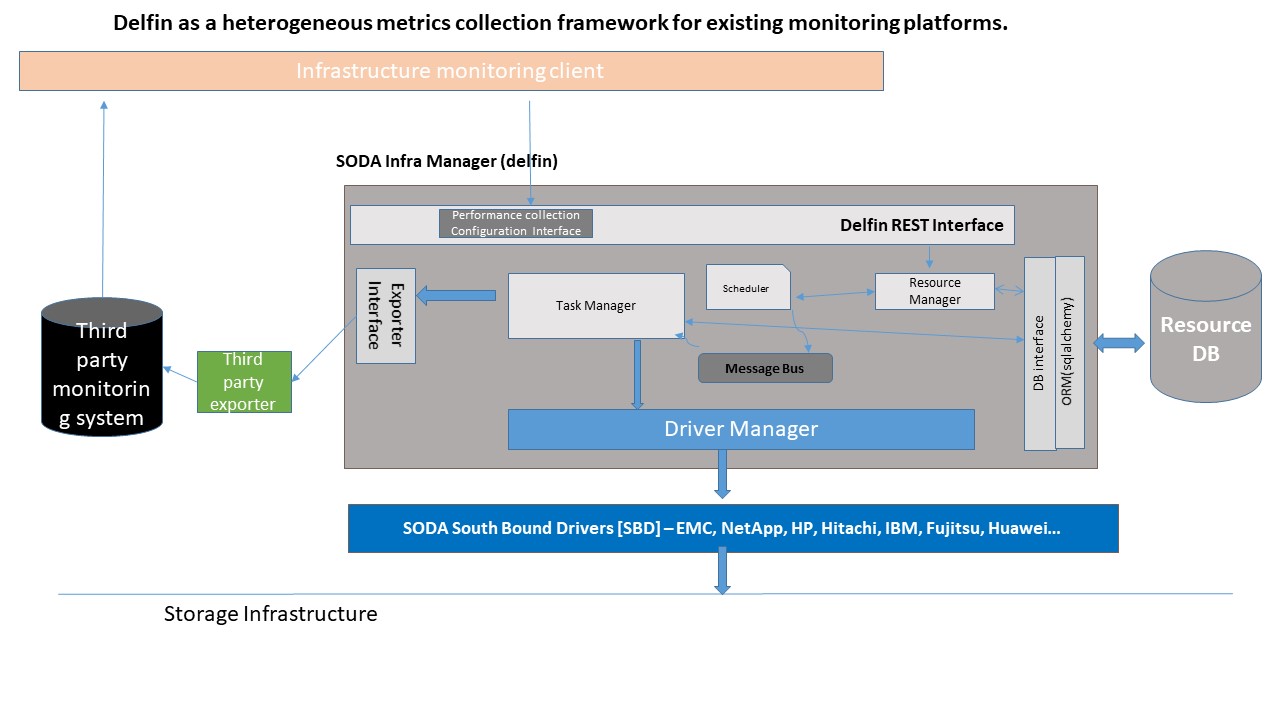 Delfin as a heterogeneous metrics collection framework for existing monitoring platforms.
Infrastructure monitoring client
SODA Infra Manager (delfin)
Performance collection
Configuration Interface
Delfin REST Interface
Exporter
Interface
Task Manager
Scheduler
Resource
Manager
Message Bus
DB interface
ORM(sqlalchemy)
Resource
DB
Third
party
monitorin
g system
Third
party
exporter
Driver Manager
SODA South Bound Drivers [SBD] – EMC, NetApp, HP, Hitachi, IBM, Fujitsu, Huawei…
Storage Infrastructure